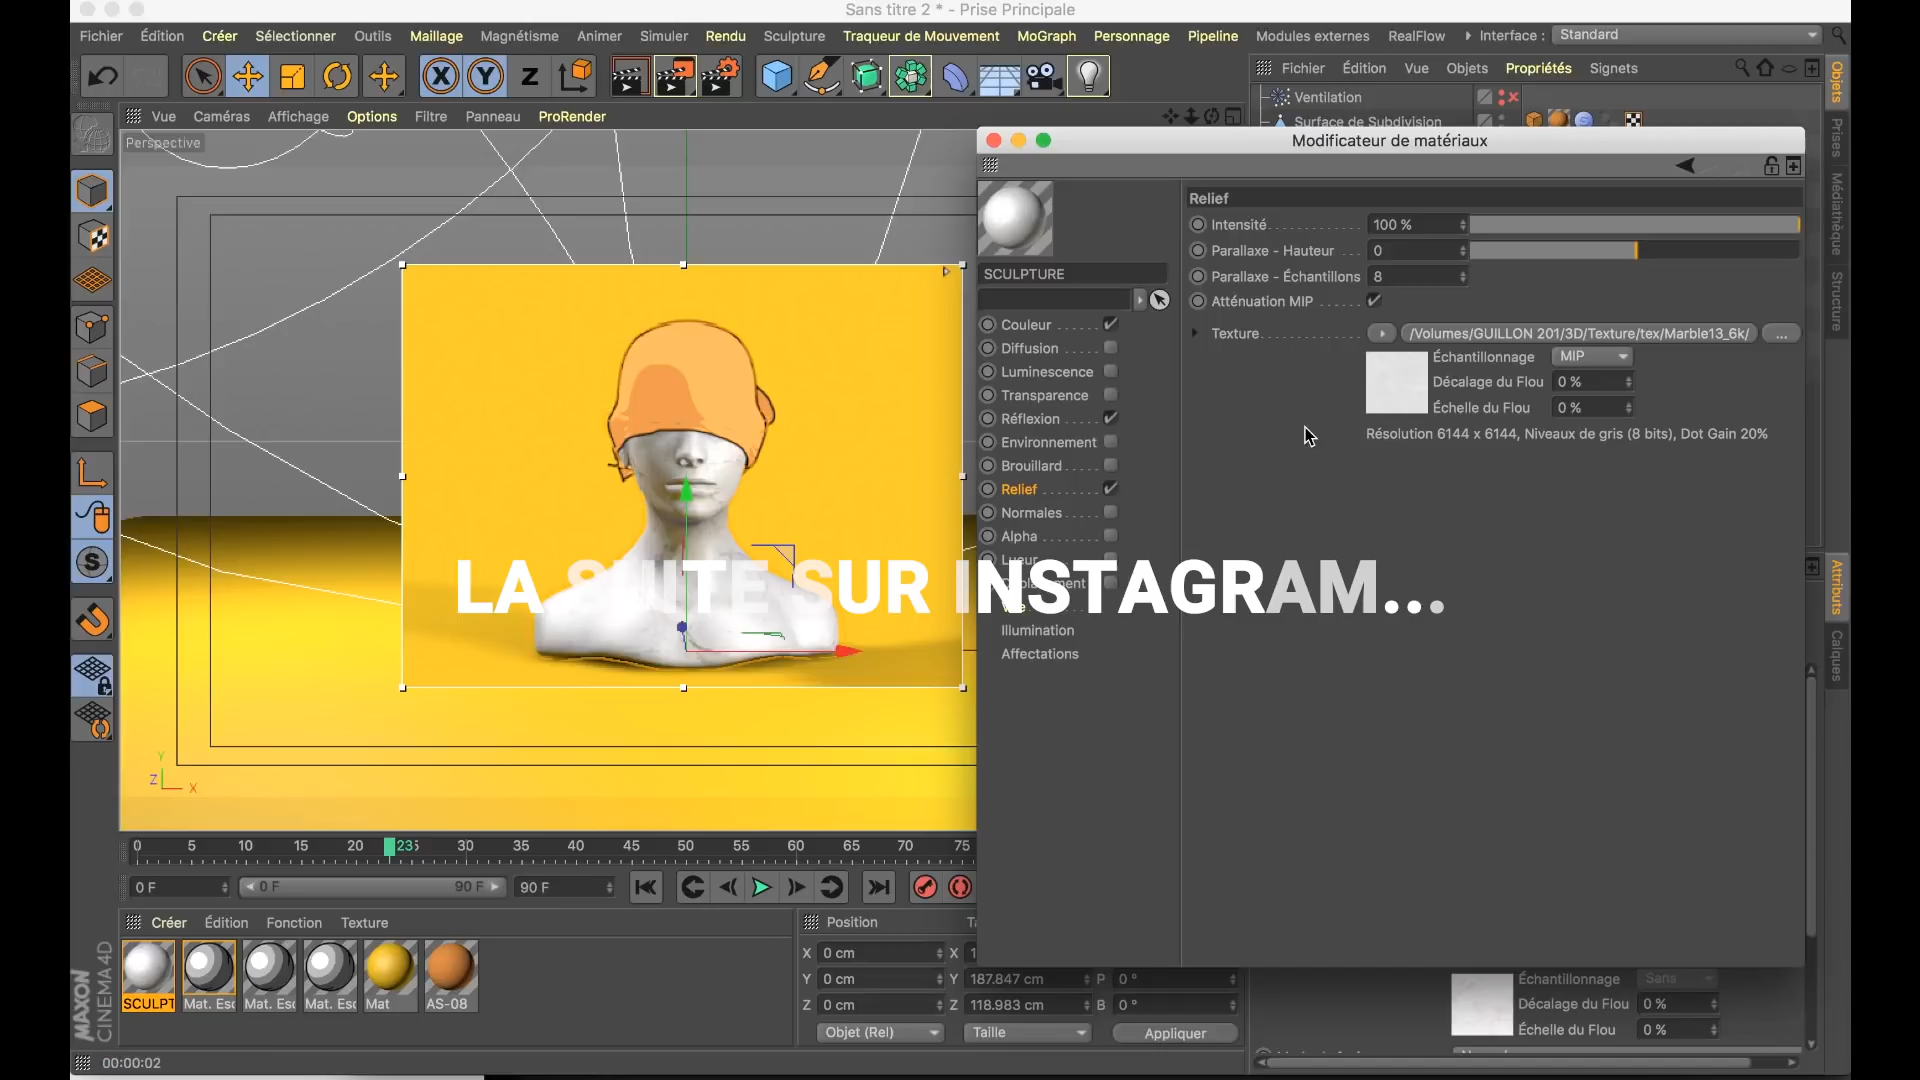 Sans titre 2 * - Prise Principale
Fichier Édition Créer Sélectionner Outils Maillage Magnétisme Animer Simuler Rendu Sculpture Traqueur de Mouvement MoGraph Personnage Pipeline Modules externes RealFlow Interface : Standard
X Y Z
Fichier Édition Vue Objets Propriétés Signets
Objets
Prises
Médiathèque
Structure
Ventilation
Surface de Subdivision
Vue Caméras Affichage Options Filtre Panneau ProRender
Perspective
Modificateur de matériaux
Relief
Intensité 100 %
Parallaxe - Hauteur 0
Parallaxe - Échantillons 8
Atténuation MIP
Texture /Volumes/GUILLON 201/3D/Texture/tex/Marble13_6k/ ...
Échantillonnage MIP
Décalage du Flou 0 %
Échelle du Flou 0 %
Résolution 6144 x 6144, Niveaux de gris (8 bits), Dot Gain 20%
SCULPTURE
Couleur
Diffusion
Luminescence
Transparence
Réflexion
Environnement
Brouillard
Relief
Normales
Alpha
Lueur
LA SUITE SUR INSTAGRAM...
Illumination
Affectations
Attributs
Calques
Y
Z X
0 5 10 15 20 235 30 35 40 45 50 55 60 65 70 75
0 F 0 F 90 F 90 F
Créer Édition Fonction Texture
SCULPT Mat. Esc Mat. Esc Mat. Esc Mat AS-08
Position
X 0 cm X
Y 0 cm Y 187.847 cm P 0 °
Z 0 cm Z 118.983 cm B 0 °
Objet (Rel) Taille Appliquer
Échantillonnage Sans
Décalage du Flou 0 %
Échelle du Flou 0 %
MAXON
CINEMA4D
00:00:02